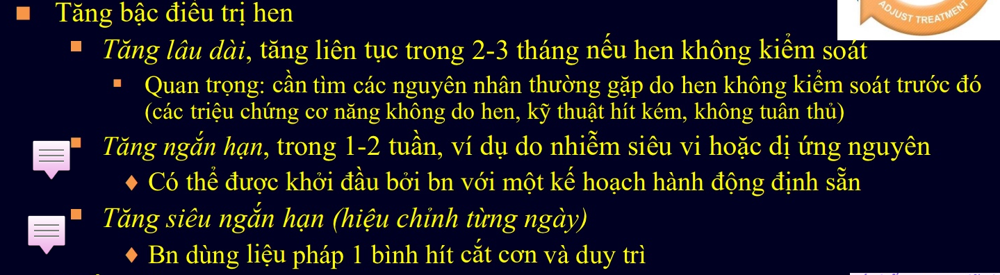 Tăng bậc điều trị hen
ADJUST TREATMENT
Tăng lâu dài, tăng liên tục trong 2-3 tháng nếu hen không kiểm soát
Quan trọng: cần tìm các nguyên nhân thường gặp do hen không kiểm soát trước đó
(các triệu chứng cơ năng không do hen, kỹ thuật hít kém, không tuân thủ)
Tăng ngắn hạn, trong 1-2 tuần, ví dụ do nhiễm siêu vi hoặc dị ứng nguyên
Có thể được khởi đầu bởi bn với một kế hoạch hành động định sẵn
Tăng siêu ngắn hạn (hiệu chỉnh từng ngày)
Bn dùng liệu pháp 1 bình hít cắt cơn và duy trì